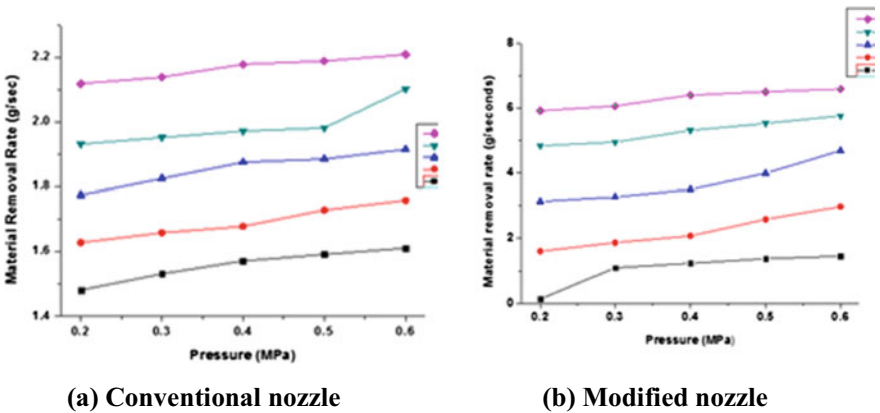 Material Removal Rate (g/sec)
2.2
2.0
1.8
1.6
1.4
0.2 0.3 0.4 0.5 0.6
Pressure (MPa)
(a) Conventional nozzle
Material removal rate (g/seconds)
8
6
4
2
0
0.2 0.3 0.4 0.5 0.6
Pressure (MPa)
(b) Modified nozzle